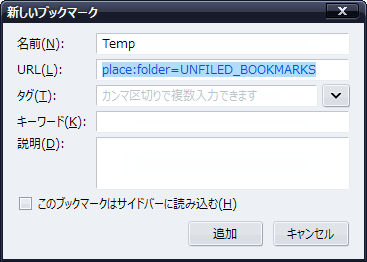 新しいブックマーク
名前(N): Temp
URL(L): place:folder=UNFILED_BOOKMARKS
タグ(T): カンマ区切りで複数入力できます
キーワード(K):
説明(D):
このブックマークはサイドバーに読み込む(H)
追加 キャンセル